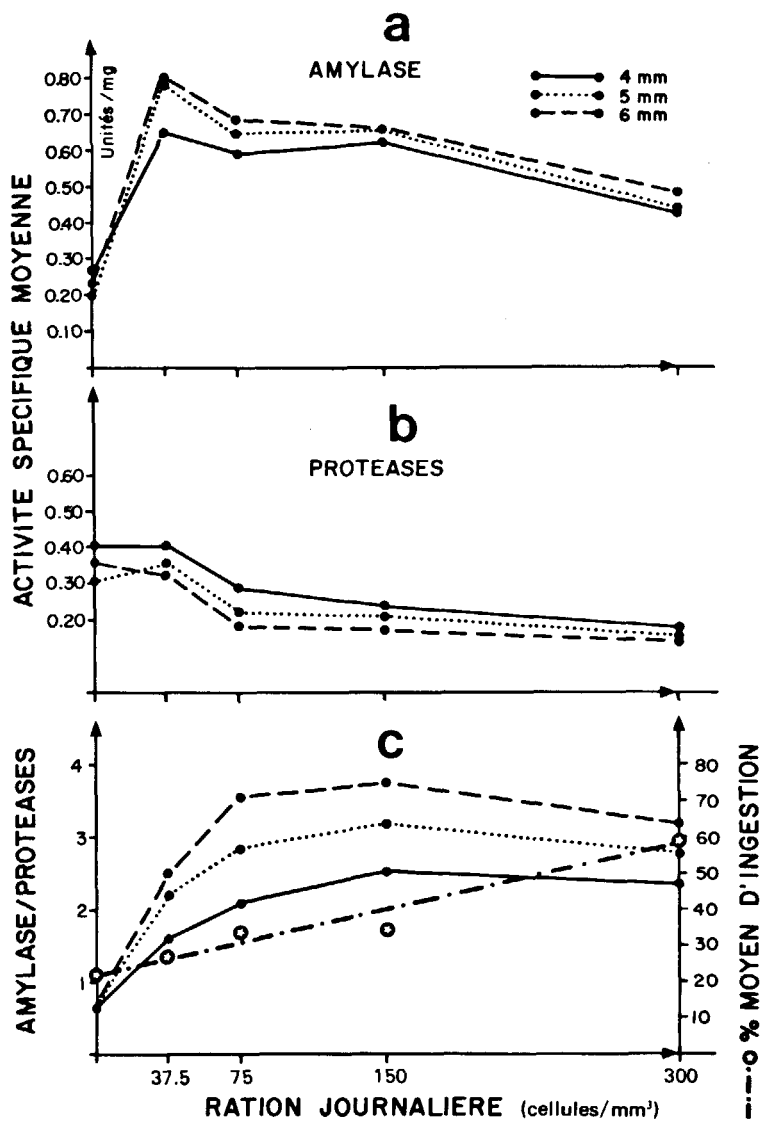 a
AMYLASE
4 mm
5 mm
6 mm
Unités/mg
0.80
0.70
0.60
0.50
0.40
0.30
0.20
0.10
ACTIVITE SPECIFIQUE MOYENNE
b
PROTEASES
0.60
0.50
0.40
0.30
0.20
c
AMYLASE/PROTEASES
4
3
2
1
80
70
60
50
40
30
20
10
% MOYEN D'INGESTION
37.5 75 150 300
RATION JOURNALIERE (cellules/mm³)